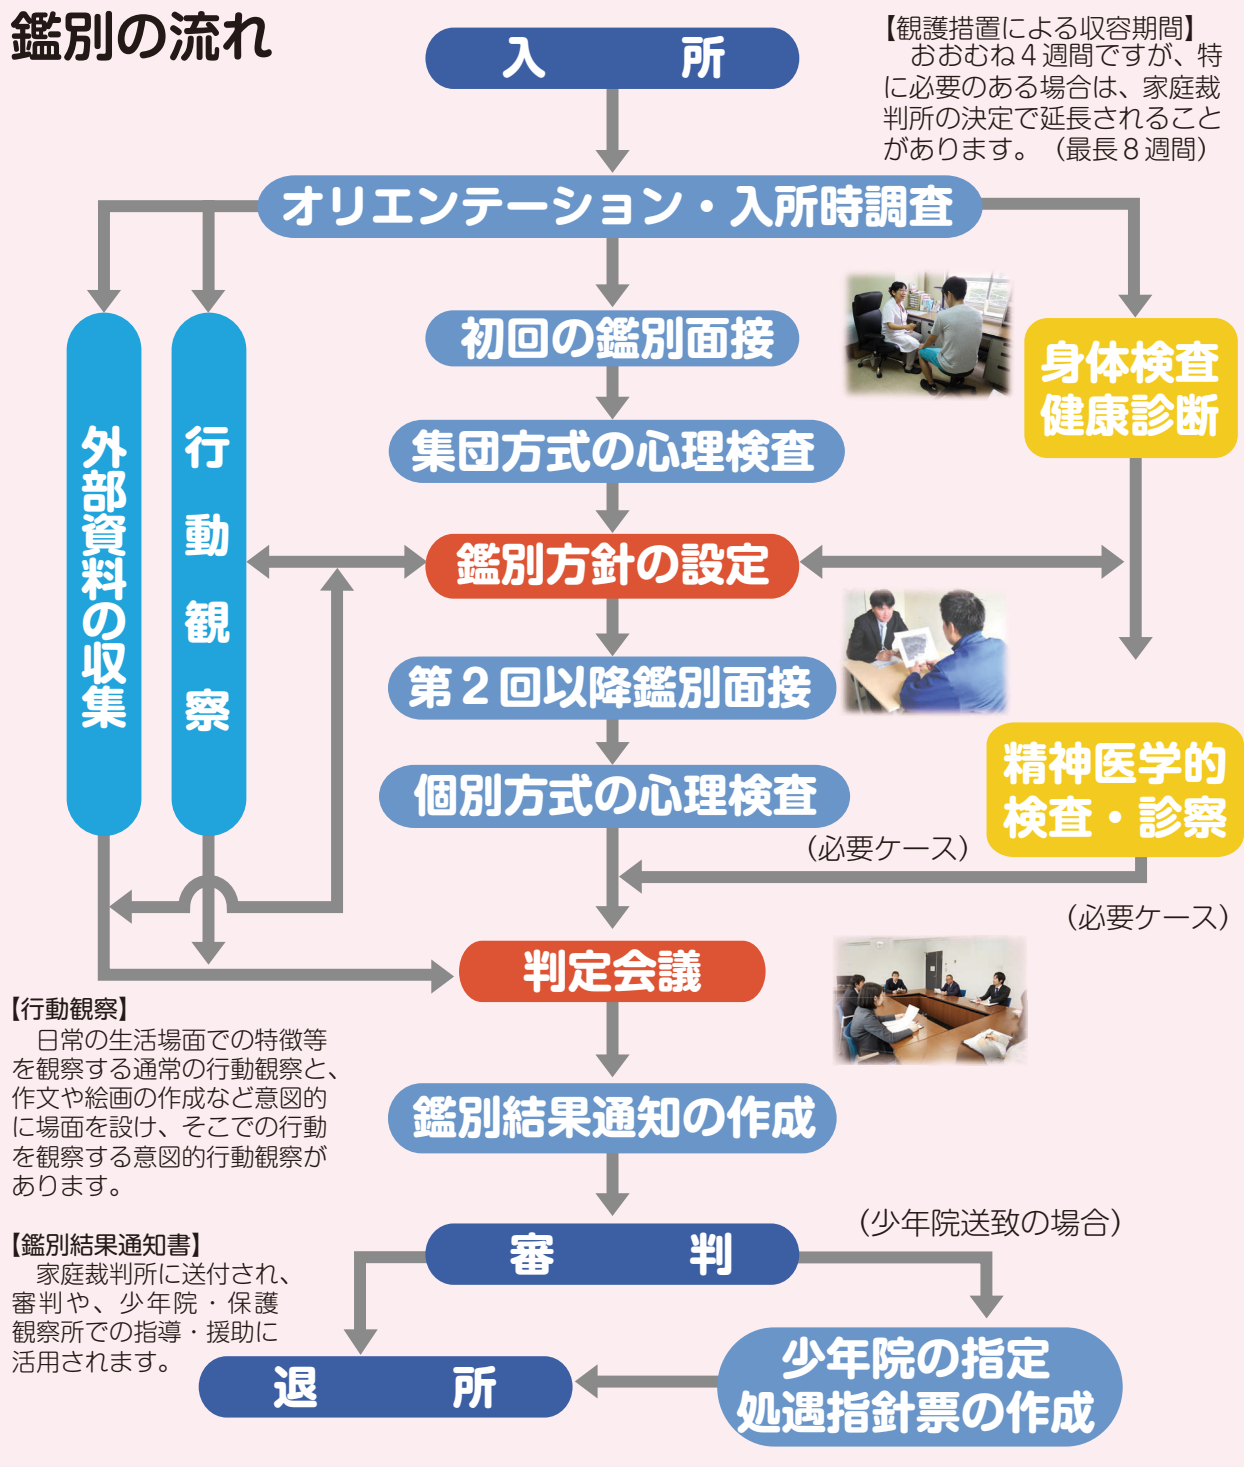 鑑別の流れ
入所
【観護措置による収容期間】
おおむね4週間ですが、特
に必要のある場合は、家庭裁
判所の決定で延長されること
があります。（最長8週間）
オリエンテーション・入所時調査
初回の鑑別面接
身体検査
健康診断
集団方式の心理検査
外部資料の収集
行動観察
鑑別方針の設定
第2回以降鑑別面接
精神医学的
検査・診察
個別方式の心理検査
（必要ケース）
（必要ケース）
判定会議
【行動観察】
日常の生活場面での特徴等
を観察する通常の行動観察と、
作文や絵画の作成など意図的
に場面を設け、そこでの行動
を観察する意図的行動観察が
あります。
鑑別結果通知の作成
審判
（少年院送致の場合）
【鑑別結果通知書】
家庭裁判所に送付され、
審判や、少年院・保護
観察所での指導・援助に
活用されます。
退所
少年院の指定
処遇指針票の作成